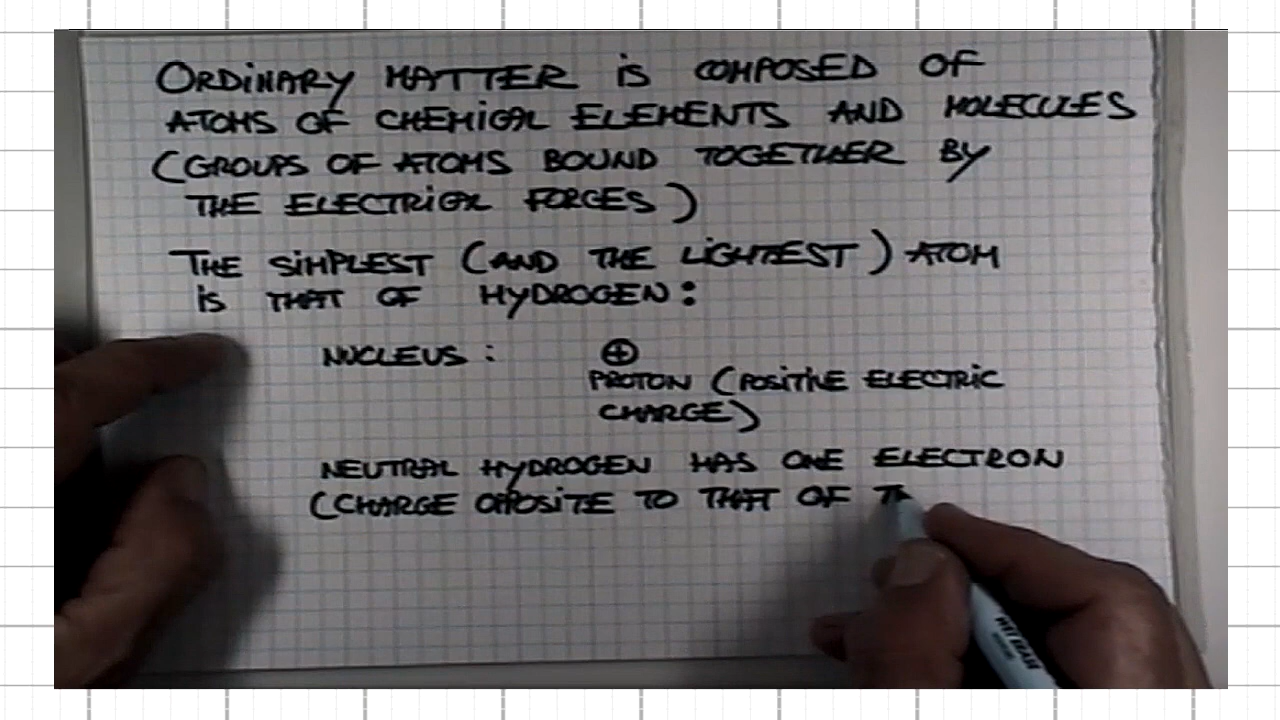 ORDINARY MATTER IS COMPOSED OF
ATOMS OF CHEMICAL ELEMENTS AND MOLECULES
(GROUPS OF ATOMS BOUND TOGETHER BY
THE ELECTRICAL FORCES)
THE SIMPLEST (AND THE LIGHTEST) ATOM
IS THAT OF HYDROGEN:
NUCLEUS: ⊕
PROTON (POSITIVE ELECTRIC
CHARGE)
NEUTRAL HYDROGEN HAS ONE ELECTRON
(CHARGE OPPOSITE TO THAT OF